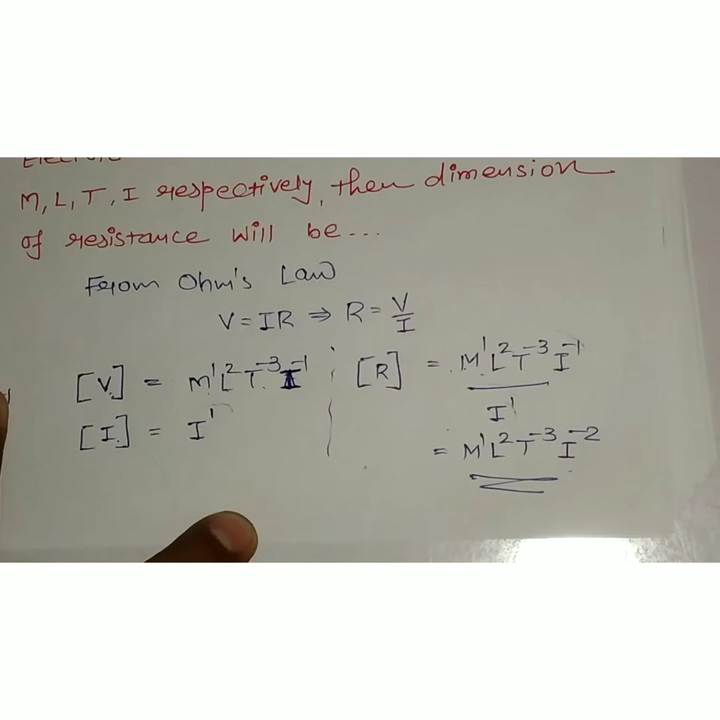 M, L, T, I respectively, then dimension
of resistance will be...
From Ohm's Law
V = IR ⇒ R = V/I
[V] = M¹L²T⁻³I⁻¹
[I] = I¹
[R] = M¹L²T⁻³I⁻¹
I¹
= M¹L²T⁻³I⁻²